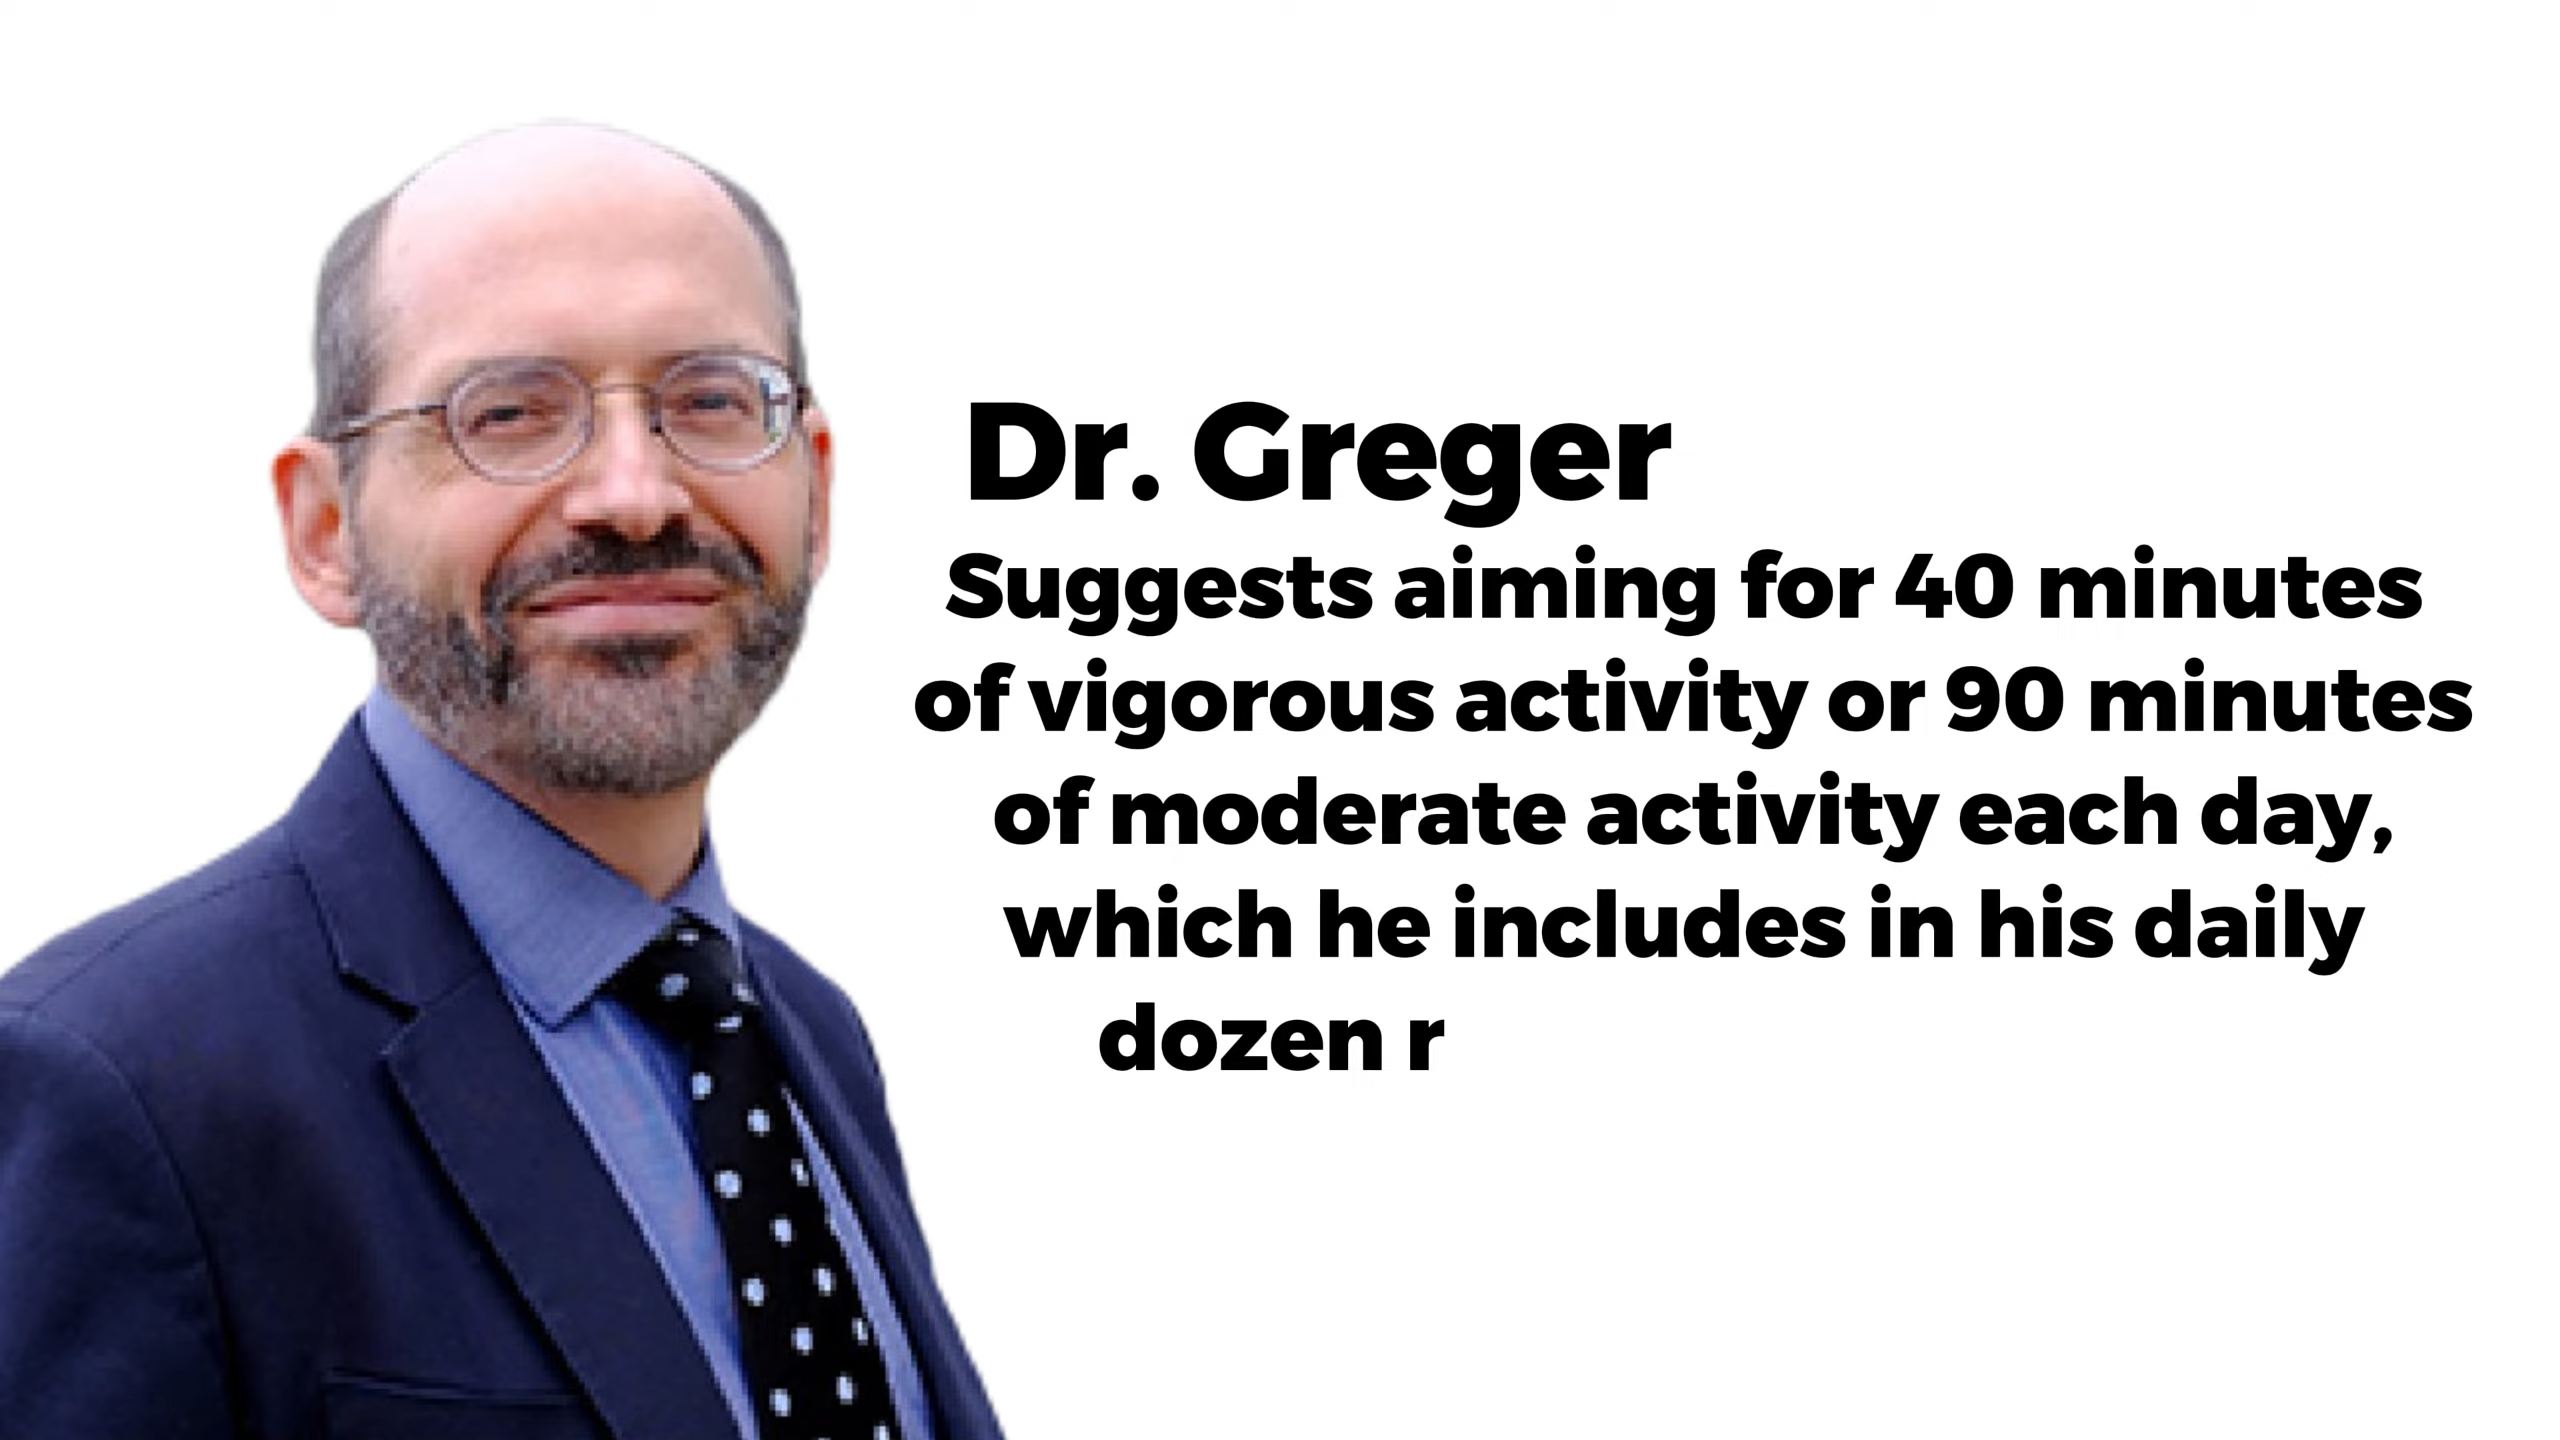 Dr. Greger
Suggests aiming for 40 minutes
of vigorous activity or 90 minutes
of moderate activity each day,
which he includes in his daily
dozen r